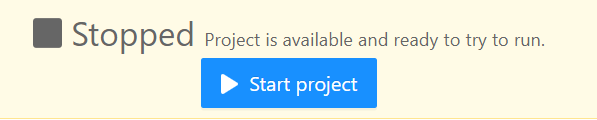 Stopped Project is available and ready to try to run.
Start project